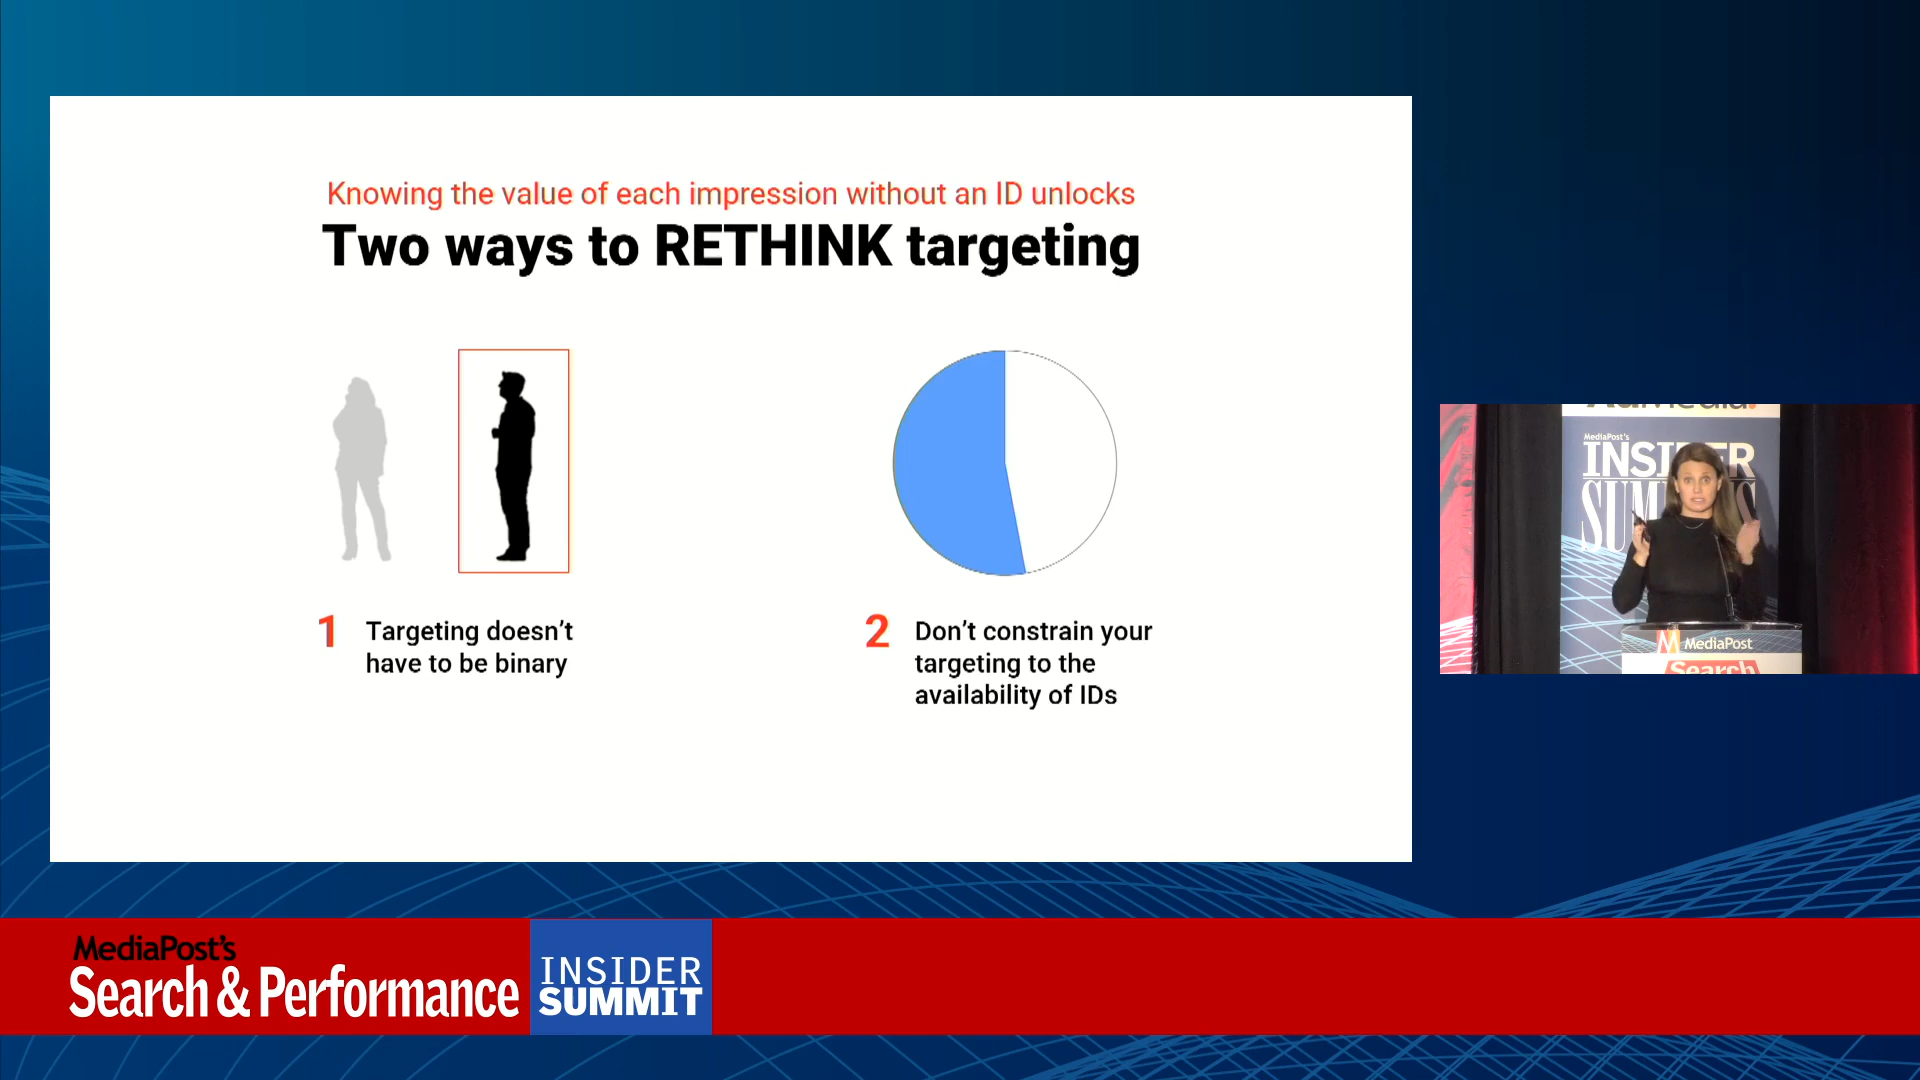 Knowing the value of each impression without an ID unlocks
Two ways to RETHINK targeting
1 Targeting doesn't
have to be binary
2 Don't constrain your
targeting to the
availability of IDs
MediaPost's
INSIDER
MediaPost
Search
MediaPost's
Search & Performance
INSIDER
SUMMIT